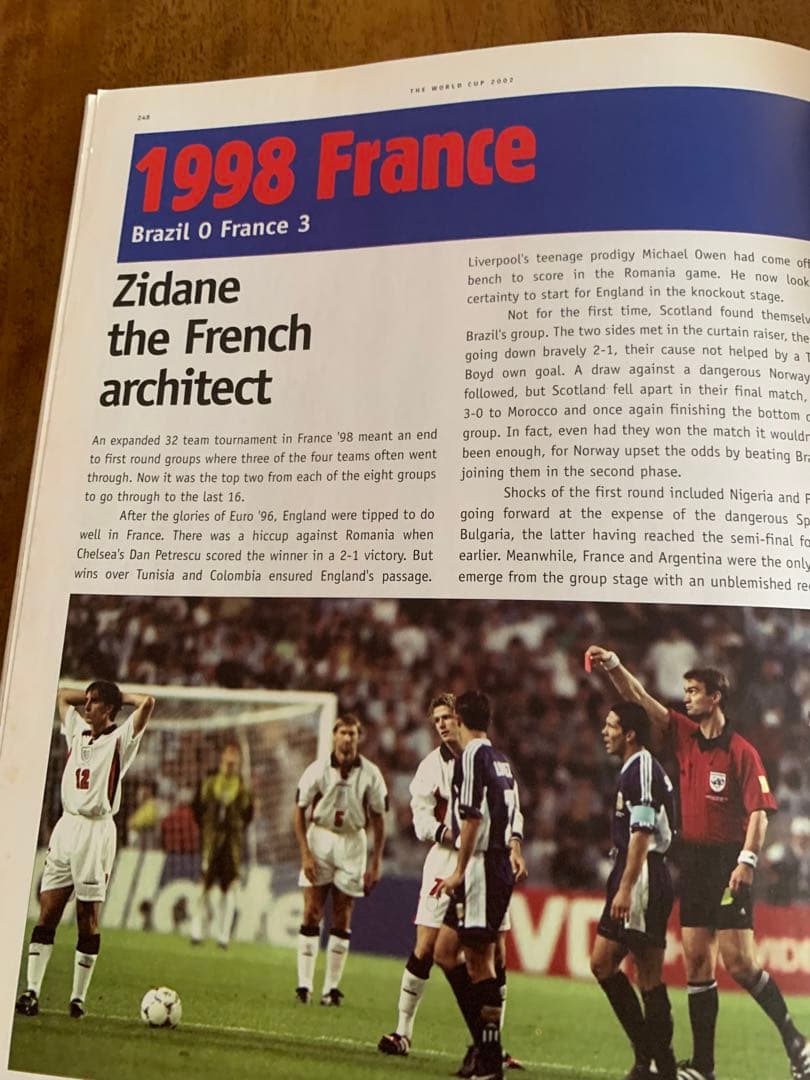 THE WORLD CUP 2002
248
1998 France
Brazil 0 France 3
Zidane
the French
architect
An expanded 32 team tournament in France '98 meant an end
to first round groups where three of the four teams often went
through. Now it was the top two from each of the eight groups
to go through to the last 16.
After the glories of Euro '96, England were tipped to do
well in France. There was a hiccup against Romania when
Chelsea's Dan Petrescu scored the winner in a 2-1 victory. But
wins over Tunisia and Colombia ensured England's passage.
Liverpool's teenage prodigy Michael Owen had come off
bench to score in the Romania game. He now look
certainty to start for England in the knockout stage.
Not for the first time, Scotland found themselv
Brazil's group. The two sides met in the curtain raiser, the
going down bravely 2-1, their cause not helped by a T
Boyd own goal. A draw against a dangerous Norway
followed, but Scotland fell apart in their final match,
3-0 to Morocco and once again finishing the bottom o
group. In fact, even had they won the match it wouldn
been enough, for Norway upset the odds by beating Bra
joining them in the second phase.
Shocks of the first round included Nigeria and P
going forward at the expense of the dangerous Sp
Bulgaria, the latter having reached the semi-final fo
earlier. Meanwhile, France and Argentina were the only
emerge from the group stage with an unblemished re
12
7